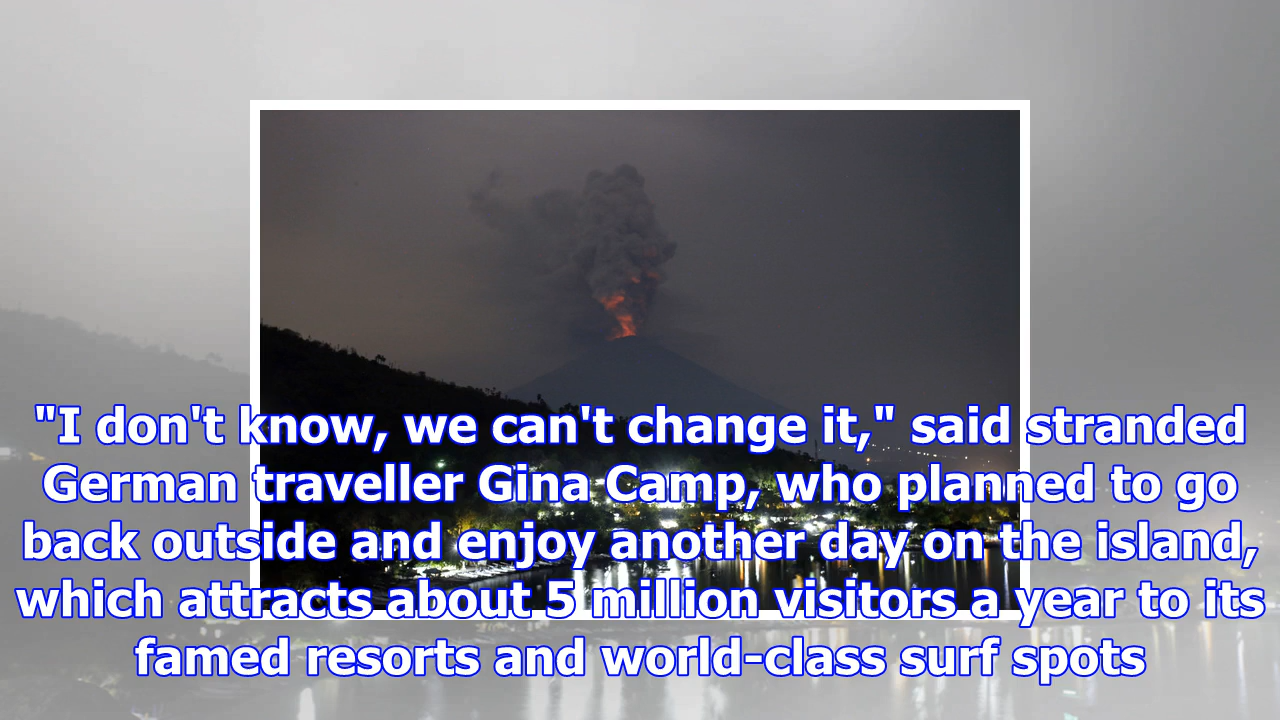 "I don't know, we can't change it," said stranded
German traveller Gina Camp, who planned to go
back outside and enjoy another day on the island,
which attracts about 5 million visitors a year to its
famed resorts and world-class surf spots